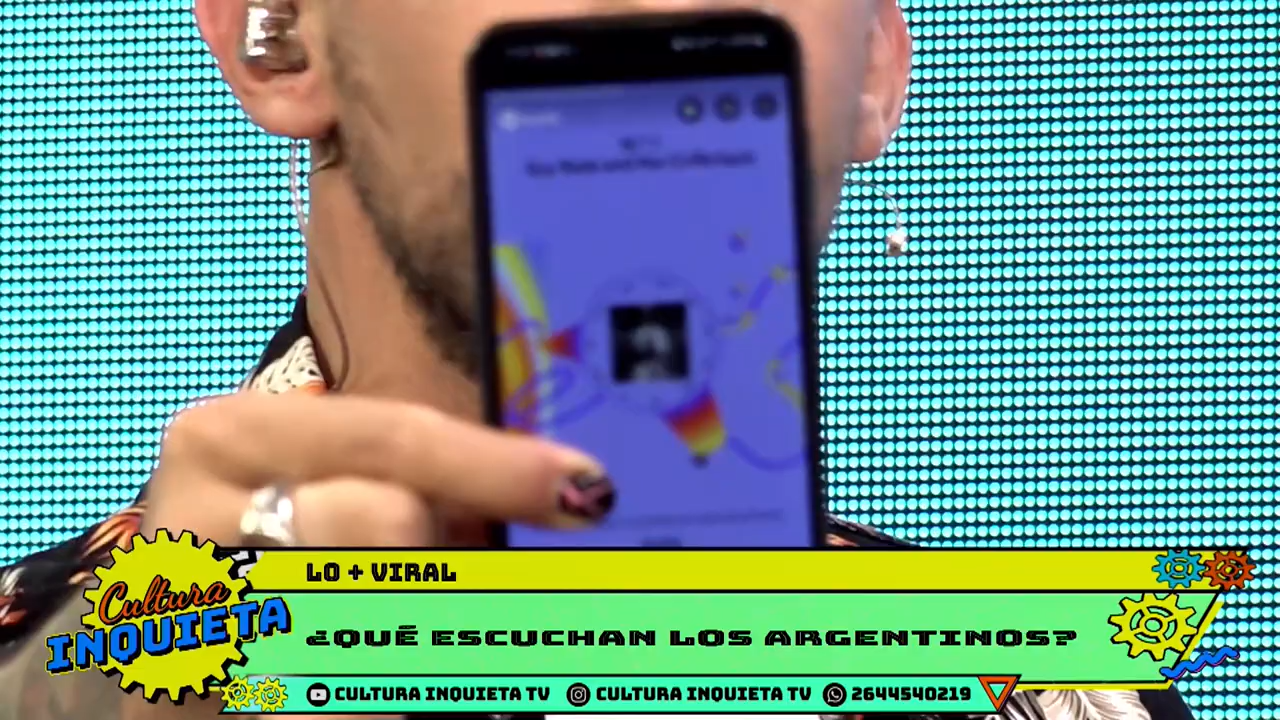 LO + VIRAL
Cultura
INQUIETA
¿QUÉ ESCUCHAN LOS ARGENTINOS?
CULTURA INQUIETA TV CULTURA INQUIETA TV 2644540219